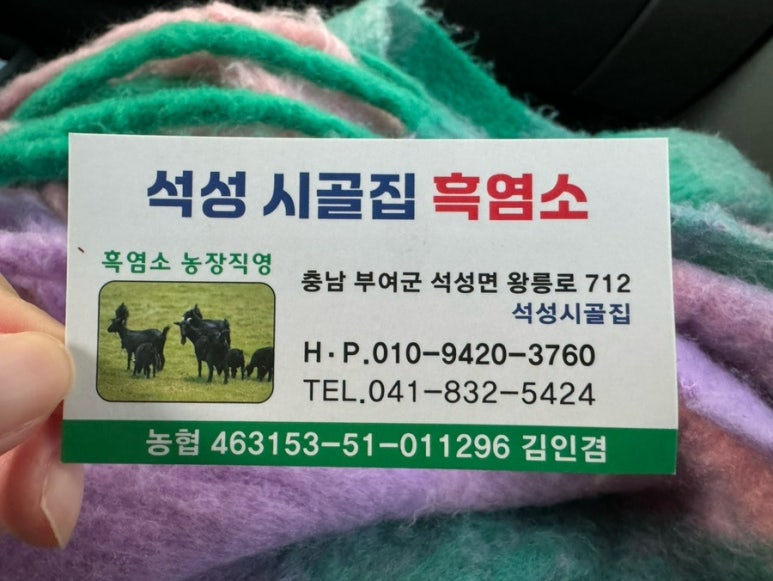 석성 시골집 흑염소
흑염소 농장직영
충남 부여군 석성면 왕릉로 712
석성시골집
H·P.010-9420-3760
TEL.041-832-5424
농협 463153-51-011296 김인겸